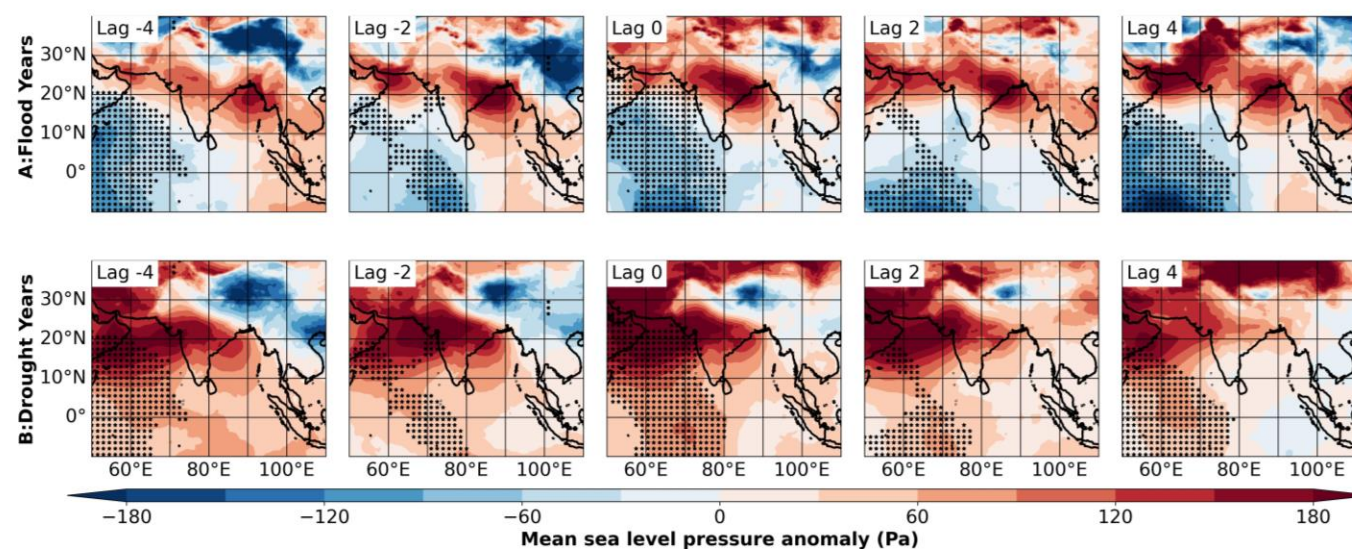 A:Flood Years
Lag -4
Lag -2
Lag 0
Lag 2
Lag 4
30°N
20°N
10°N
0°
B:Drought Years
Lag -4
Lag -2
Lag 0
Lag 2
Lag 4
30°N
20°N
10°N
0°
60°E 80°E 100°E 60°E 80°E 100°E 60°E 80°E 100°E 60°E 80°E 100°E 60°E 80°E 100°E
−180 −120 −60 0 60 120 180
Mean sea level pressure anomaly (Pa)